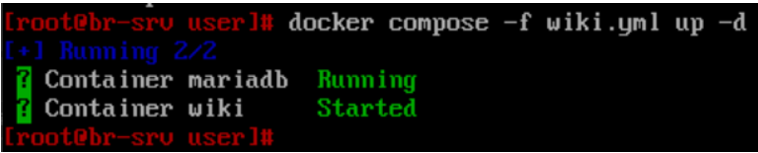 [root@br-srv user]# docker compose -f wiki.yml up -d
[+] Running 2/2
? Container mariadb Running
? Container wiki Started
[root@br-srv user]#